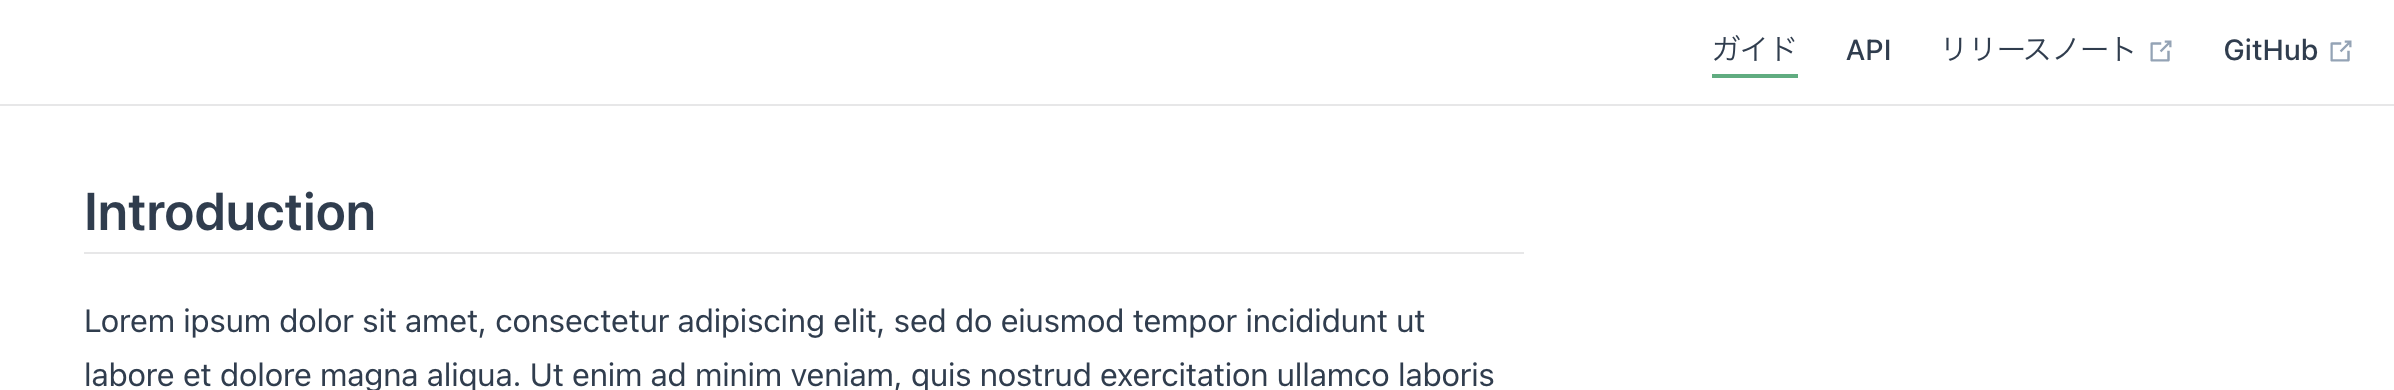 ガイド API リリースノート GitHub
Introduction
Lorem ipsum dolor sit amet, consectetur adipiscing elit, sed do eiusmod tempor incididunt ut
labore et dolore magna aliqua. Ut enim ad minim veniam, quis nostrud exercitation ullamco laboris